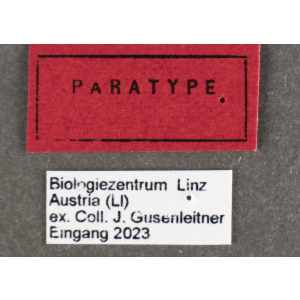 PARATYPE
Biologiezentrum Linz
Austria (LI)
ex. Coll. J. Gusenleitner
Eingang 2023